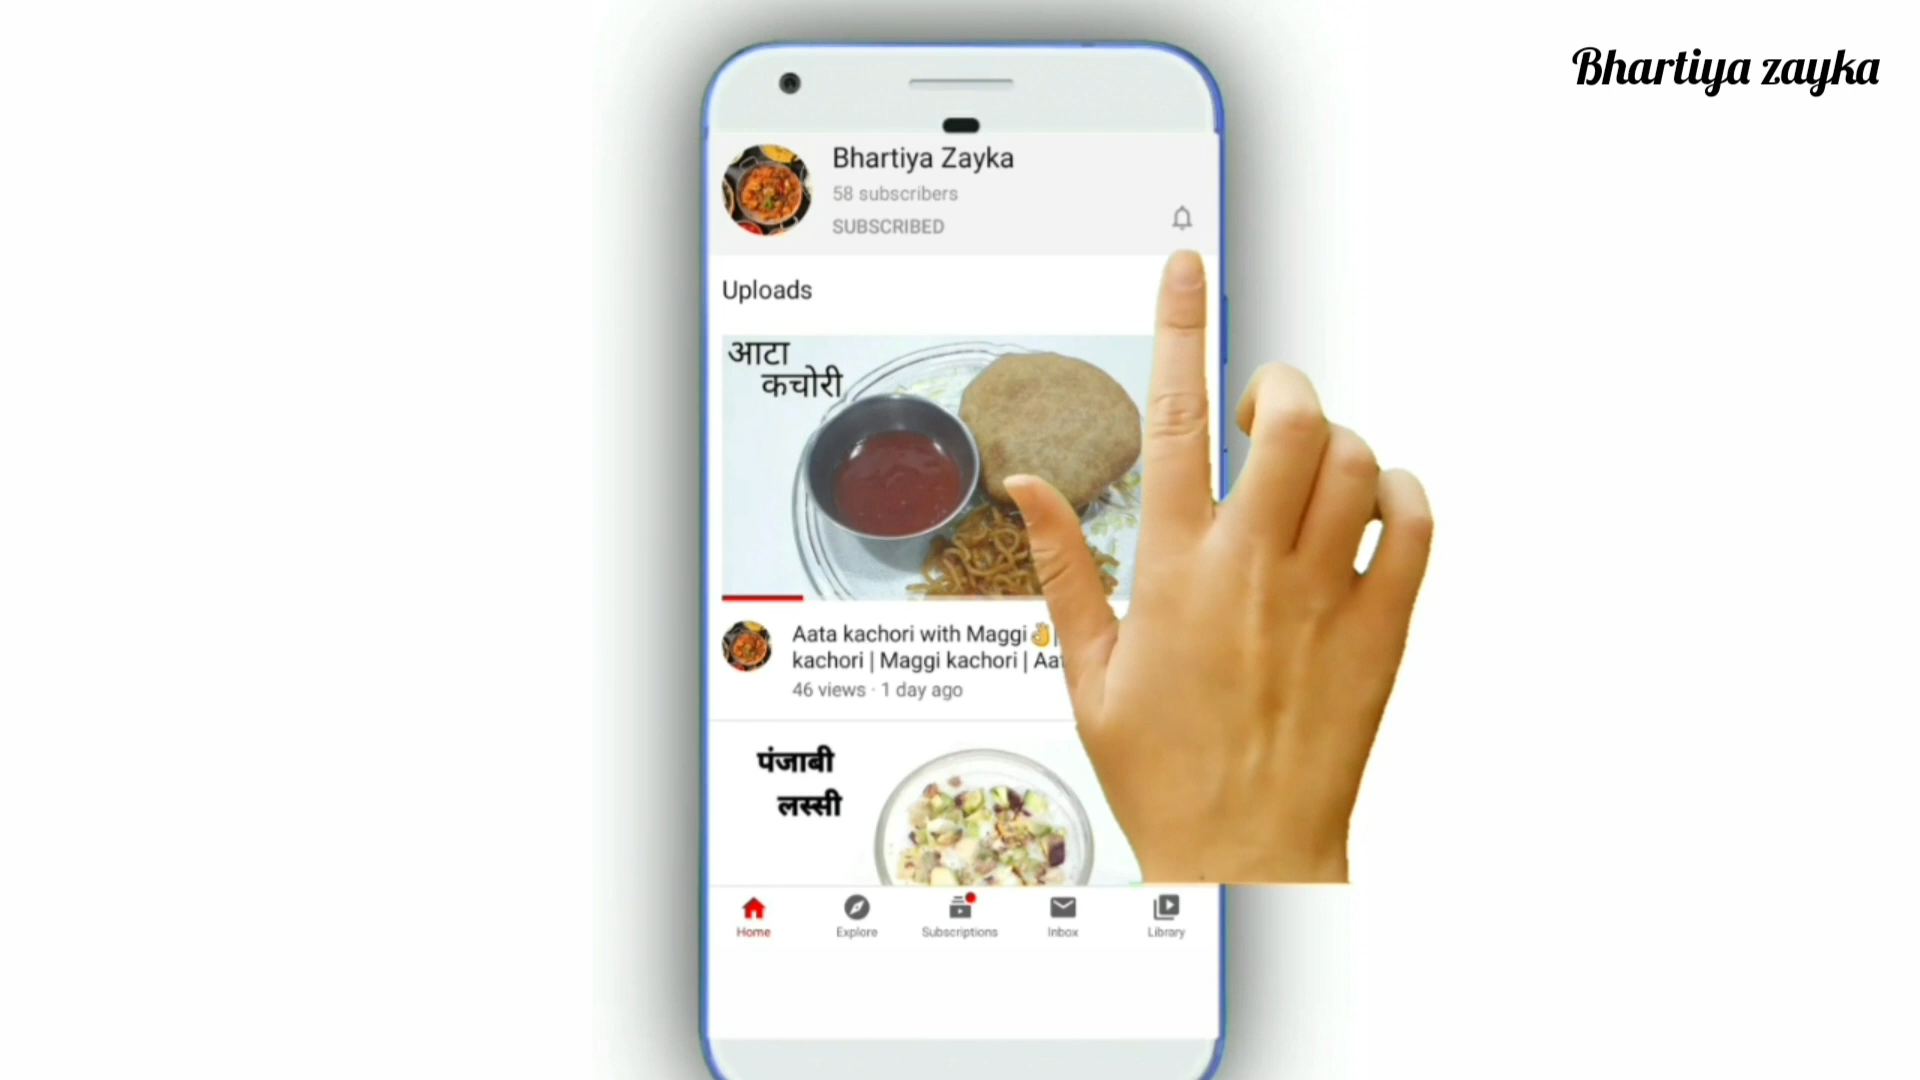 Bhartiya zayka
Bhartiya Zayka
58 subscribers
SUBSCRIBED
Uploads
आटा
कचोरी
Aata kachori with Maggi👌|
kachori | Maggi kachori | Aat
46 views · 1 day ago
पंजाबी
लस्सी
Home
Explore
Subscriptions
Inbox
Library